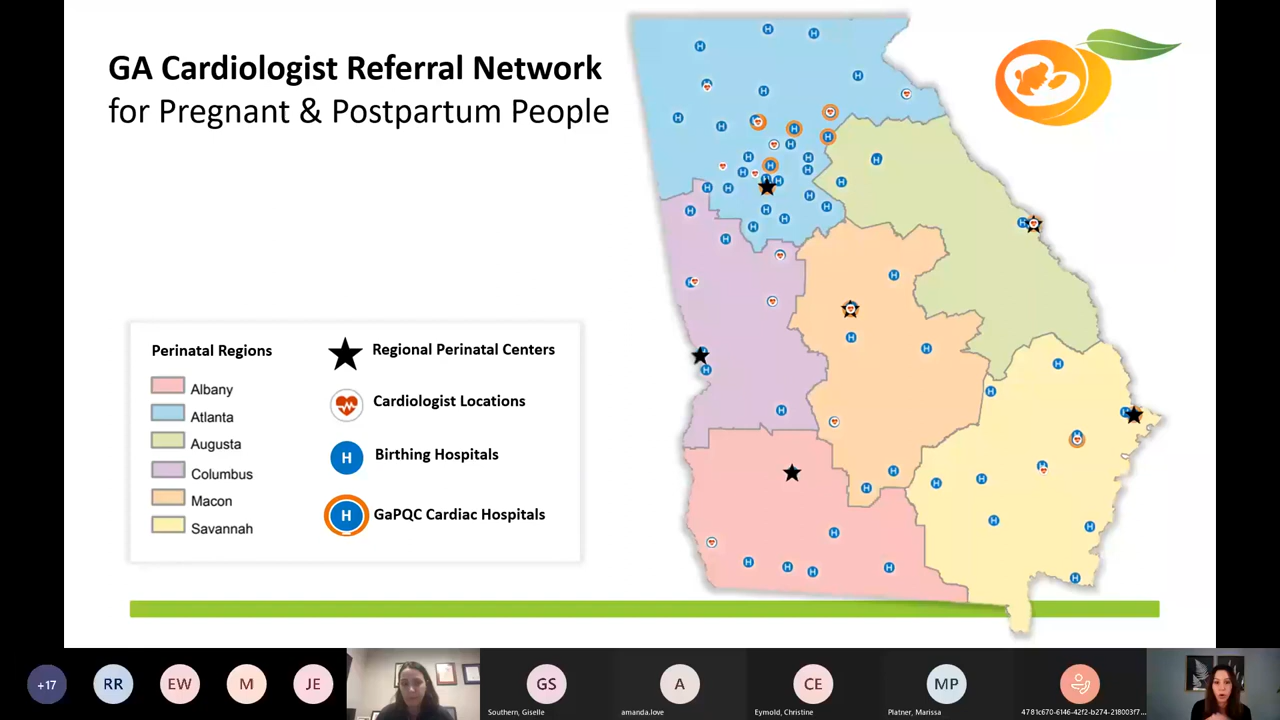 GA Cardiologist Referral Network
for Pregnant & Postpartum People
Perinatal Regions
Albany
Atlanta
Augusta
Columbus
Macon
Savannah
Regional Perinatal Centers
Cardiologist Locations
H
Birthing Hospitals
H
GaPQC Cardiac Hospitals
+17
RR
EW
M
JE
GS
Southern, Giselle
A
amanda.love
CE
Eymold, Christine
MP
Platner, Marissa
4781c670-6146-42f2-b274-218003f7...